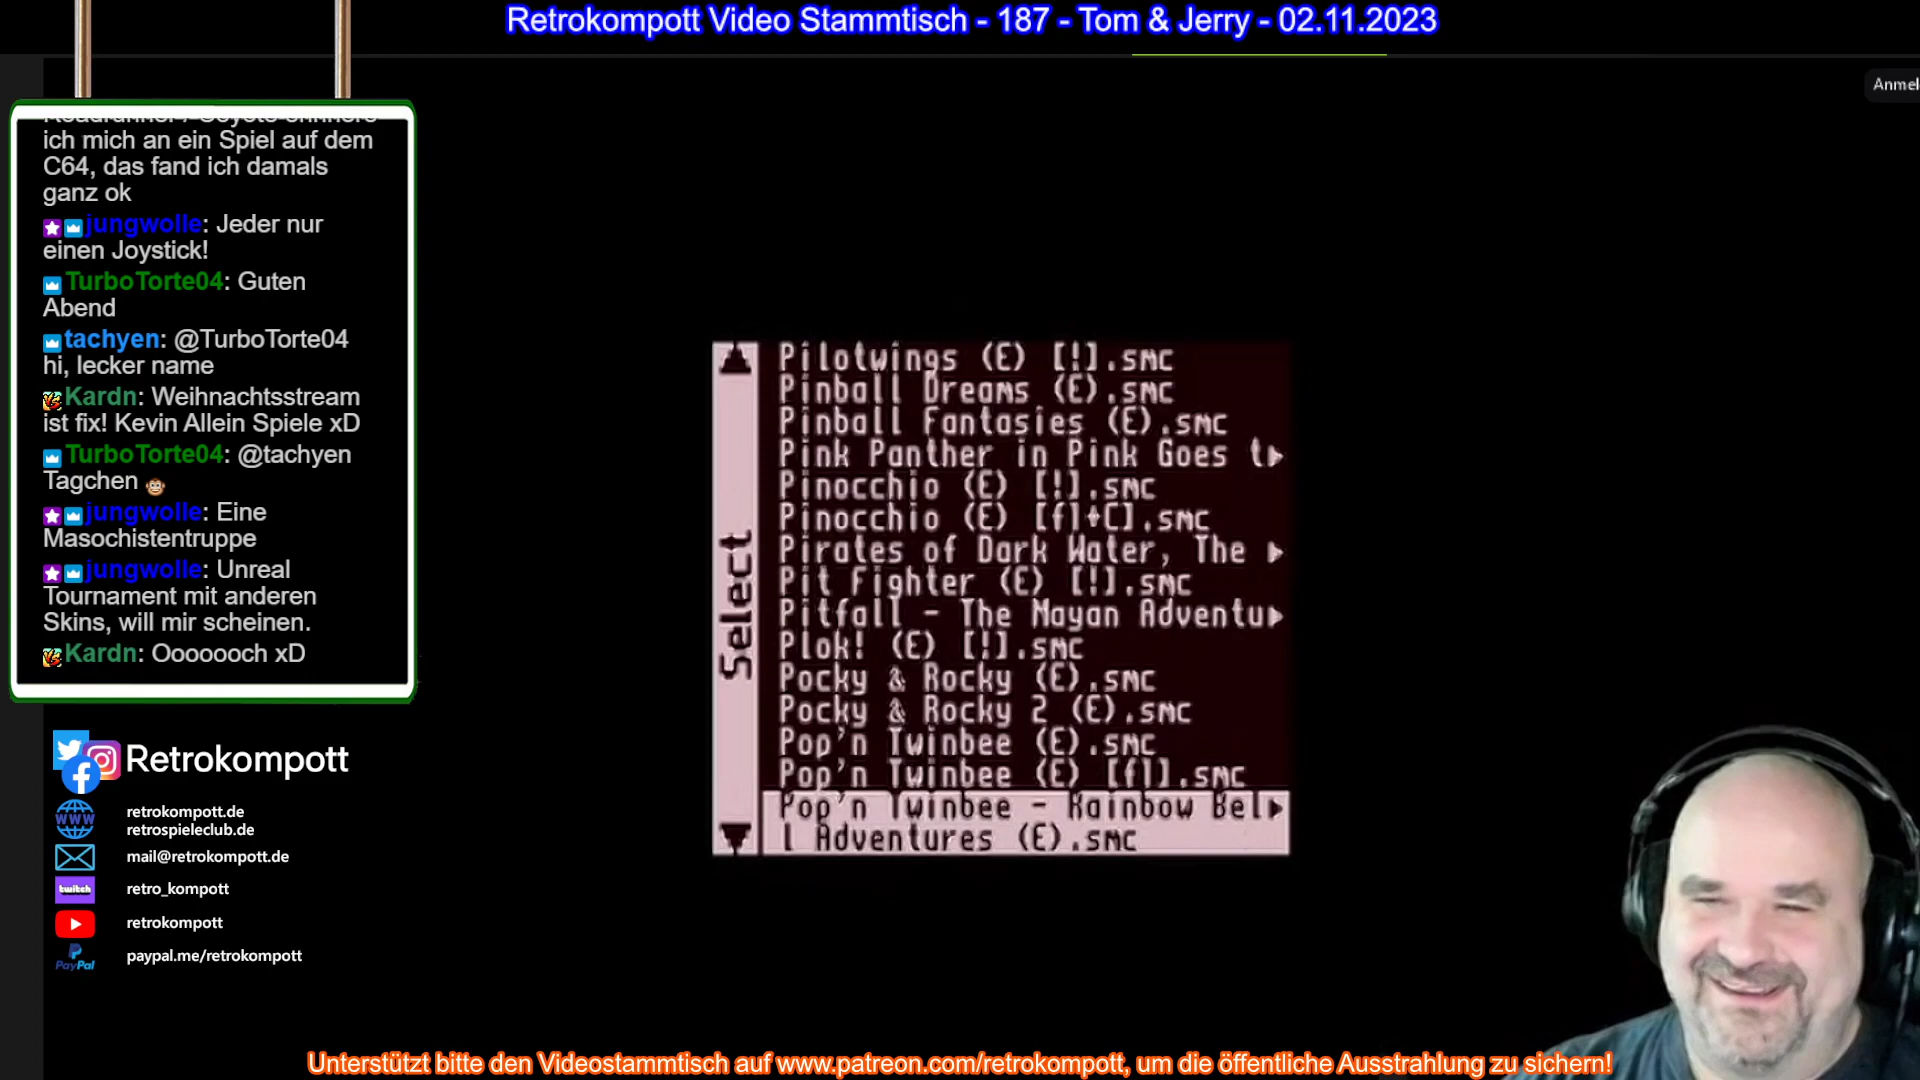 Retrokompott Video Stammtisch - 187 - Tom & Jerry - 02.11.2023
Anmel
ich mich an ein Spiel auf dem
C64, das fand ich damals
ganz ok
jungwolle: Jeder nur
einen Joystick!
TurboTorte04: Guten
Abend
tachyen: @TurboTorte04
hi, lecker name
Kardn: Weihnachtsstream
ist fix! Kevin Allein Spiele xD
TurboTorte04: @tachyen
Tagchen
jungwolle: Eine
Masochistentruppe
jungwolle: Unreal
Tournament mit anderen
Skins, will mir scheinen.
Kardn: Ooooooch xD
Retrokompott
www
retrokompott.de
retrospieleclub.de
mail@retrokompott.de
twitch
retro_kompott
retrokompott
PayPal
paypal.me/retrokompott
Select
Pilotwings (E) [!].smc
Pinball Dreams (E).smc
Pinball Fantasies (E).smc
Pink Panther in Pink Goes t
Pinocchio (E) [!].smc
Pinocchio (E) [f1+C].smc
Pirates of Dark Water, The
Pit Fighter (E) [!].smc
Pitfall - The Mayan Adventu
Plok! (E) [!].smc
Pocky & Rocky (E).smc
Pocky & Rocky 2 (E).smc
Pop'n Twinbee (E).smc
Pop'n Twinbee (E) [f1].smc
Pop'n Twinbee - Rainbow Bel
l Adventures (E).smc
Unterstützt bitte den Videostammtisch auf www.patreon.com/retrokompott, um die öffentliche Ausstrahlung zu sichern!